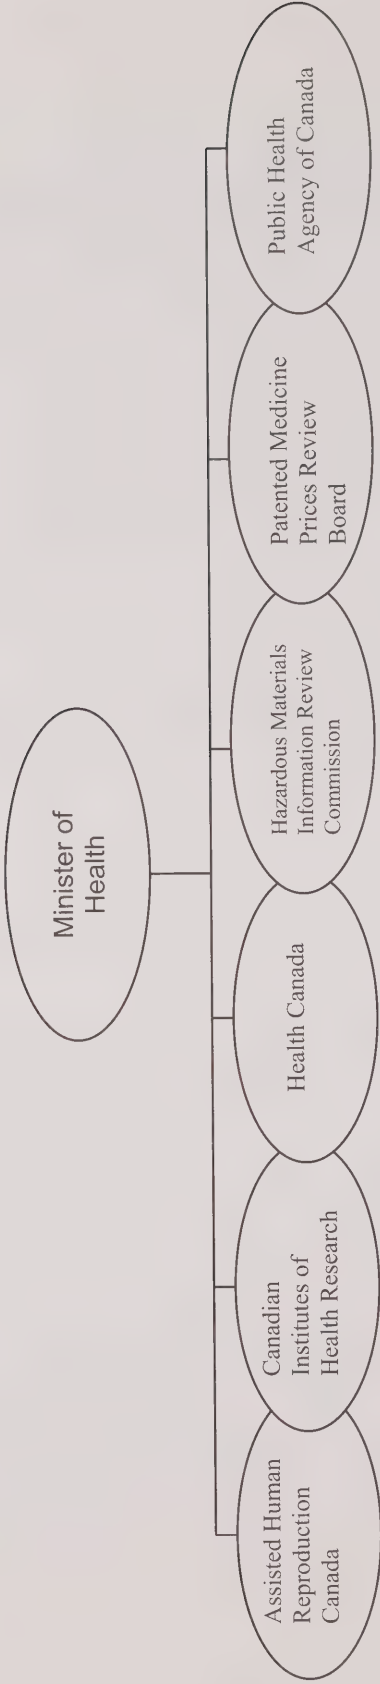 Minister of
Health
Assisted Human
Reproduction
Canada
Canadian
Institutes of
Health Research
Health Canada
Hazardous Materials
Information Review
Commission
Patented Medicine
Prices Review
Board
Public Health
Agency of Canada